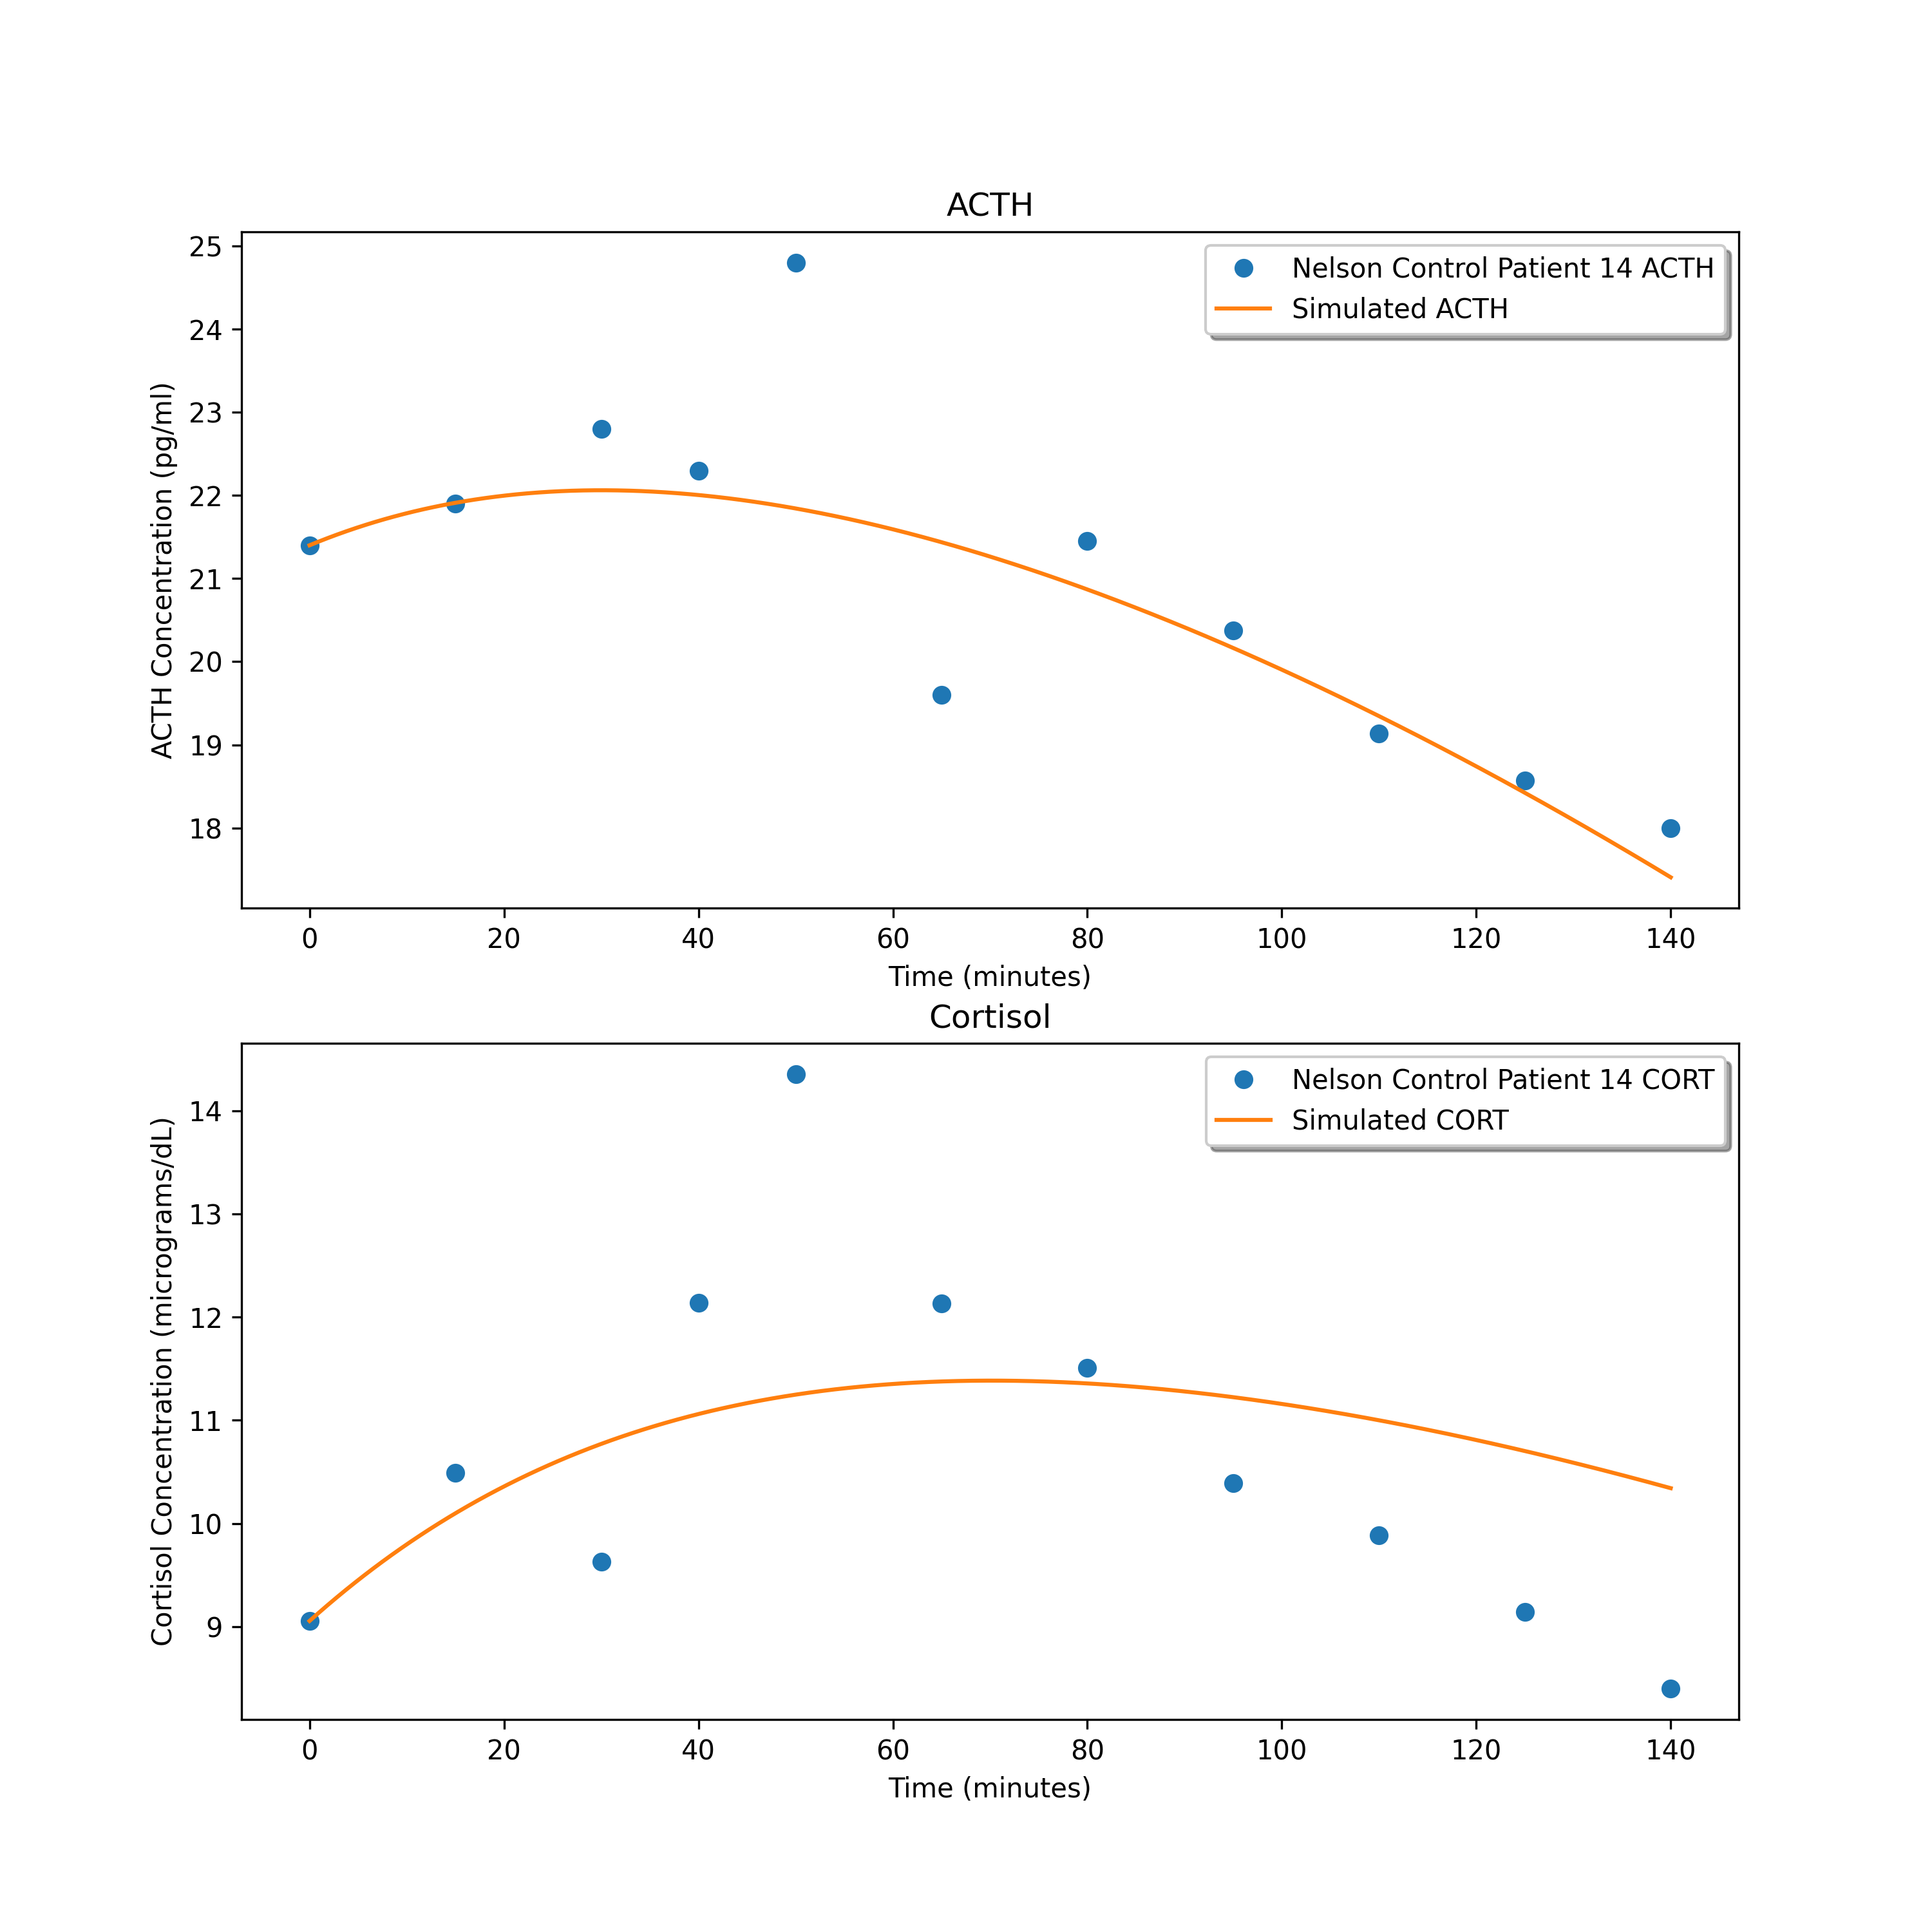 ACTH
25
24
23
22
21
20
19
18
ACTH Concentration (pg/ml)
Nelson Control Patient 14 ACTH
Simulated ACTH
0 20 40 60 80 100 120 140
Time (minutes)
Cortisol
14
13
12
11
10
9
Cortisol Concentration (micrograms/dL)
Nelson Control Patient 14 CORT
Simulated CORT
0 20 40 60 80 100 120 140
Time (minutes)